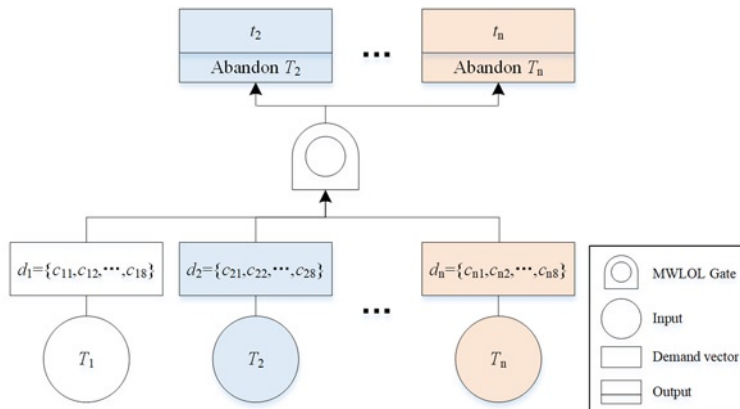 t₂
Abandon T₂
...
tₙ
Abandon Tₙ
d₁={c₁₁,c₁₂,···,c₁₈}
d₂={c₂₁,c₂₂,···,c₂₈}
dₙ={cₙ₁,cₙ₂,···,cₙ₈}
T₁
T₂
...
Tₙ
MWLOL Gate
Input
Demand vector
Output